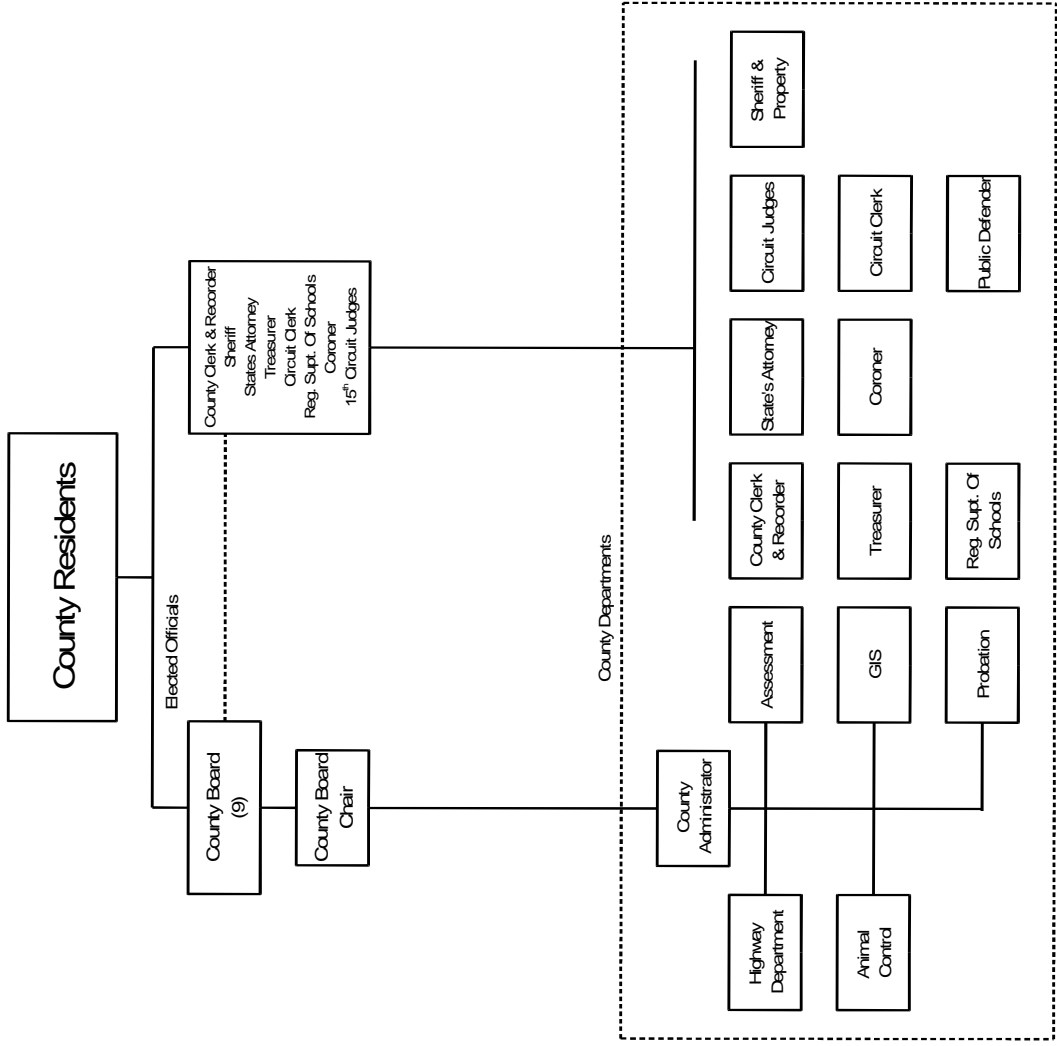 County Residents
Elected Officials
County Board
(9)
County Clerk & Recorder
Sheriff
States Attorney
Treasurer
Circuit Clerk
Reg. Supt. Of Schools
Coroner
15th Circuit Judges
County Board
Chair
County Departments
County
Administrator
Highway
Department
Assessment
County Clerk
& Recorder
State's Attorney
Circuit Judges
Sheriff &
Property
Animal
Control
GIS
Treasurer
Coroner
Circuit Clerk
Probation
Reg. Supt. Of
Schools
Public Defender